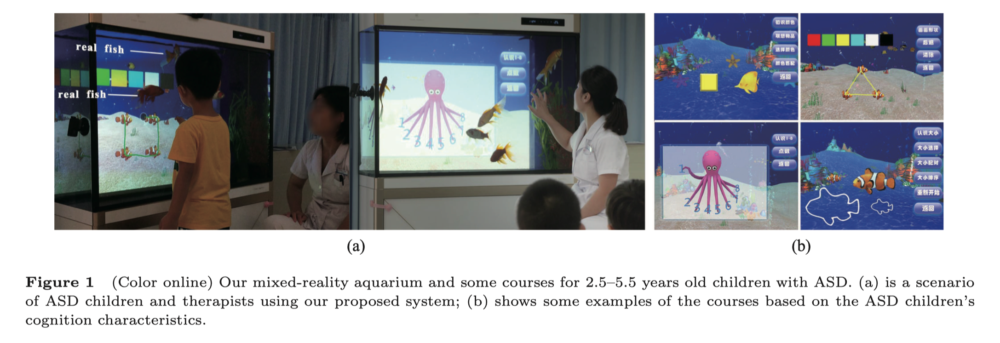 real fish
real fish
认识1-8
点数
返回
1
2
3
4
5
6
7
8
(a)
初识颜色
联想物品
选择颜色
颜色匹配
返回
画画形状
后退
清除
返回
认识1-8
点数
返回
1
2
3
4
5
6
7
8
认识大小
大小选择
大小配对
大小排序
重新开始
返回
(b)
Figure 1 (Color online) Our mixed-reality aquarium and some courses for 2.5–5.5 years old children with ASD. (a) is a scenario
of ASD children and therapists using our proposed system; (b) shows some examples of the courses based on the ASD children's
cognition characteristics.